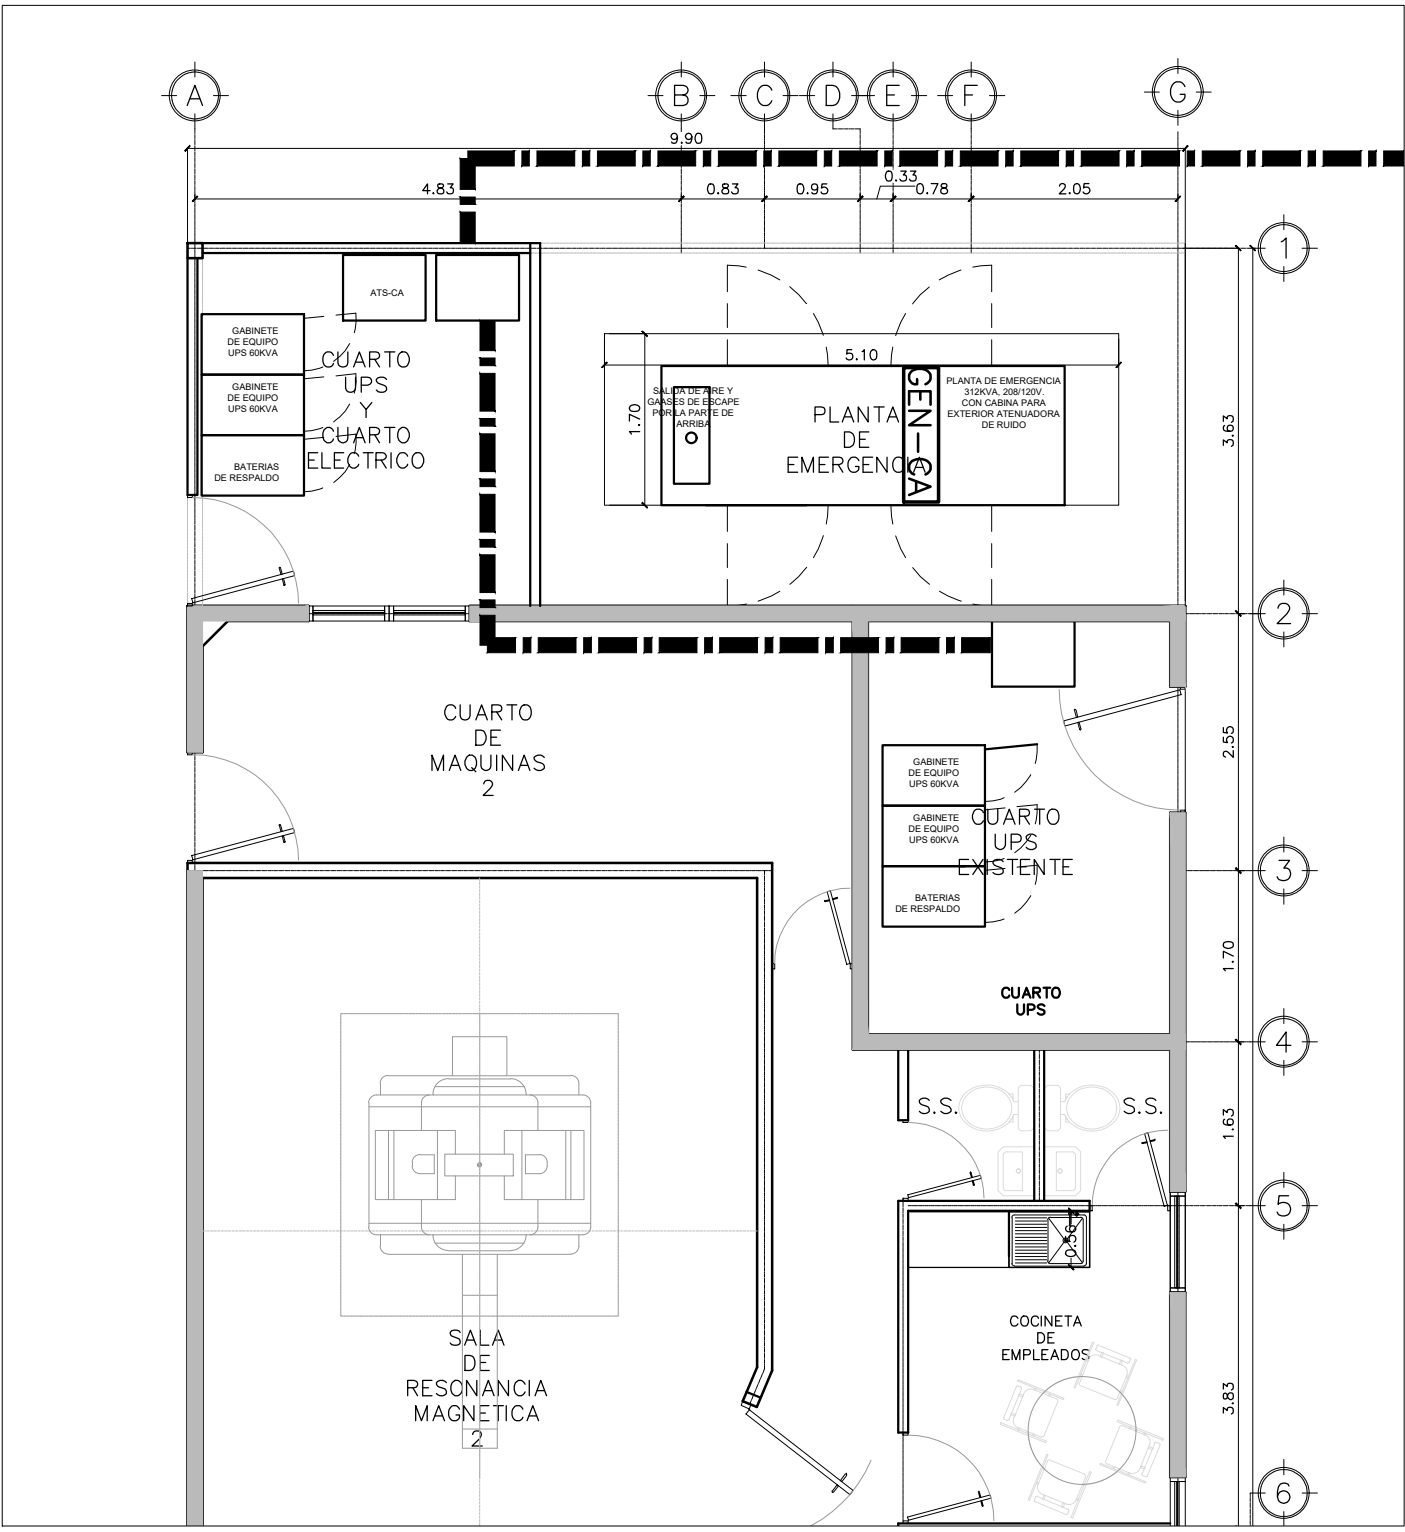 A
B
C
D
E
F
G
9.90
4.83
0.83
0.95
0.33
0.78
2.05
1
ATS-CA
GABINETE
DE EQUIPO
UPS 60KVA
GABINETE
DE EQUIPO
UPS 60KVA
BATERIAS
DE RESPALDO
CUARTO
UPS
Y
CUARTO
ELECTRICO
5.10
1.70
SALIDA DE AIRE Y
GAASES DE ESCAPE
POR LA PARTE DE
ARRIBA
PLANTA
DE
EMERGENCIA
GEN-CA
PLANTA DE EMERGENCIA
312KVA, 208/120V.
CON CABINA PARA
EXTERIOR ATENUADORA
DE RUIDO
3.63
2
CUARTO
DE
MAQUINAS
2
GABINETE
DE EQUIPO
UPS 60KVA
GABINETE
DE EQUIPO
UPS 60KVA
BATERIAS
DE RESPALDO
CUARTO
UPS
EXISTENTE
2.55
3
CUARTO
UPS
1.70
4
S.S.
S.S.
1.63
5
0.56
COCINETA
DE
EMPLEADOS
SALA
DE
RESONANCIA
MAGNETICA
2
3.83
6